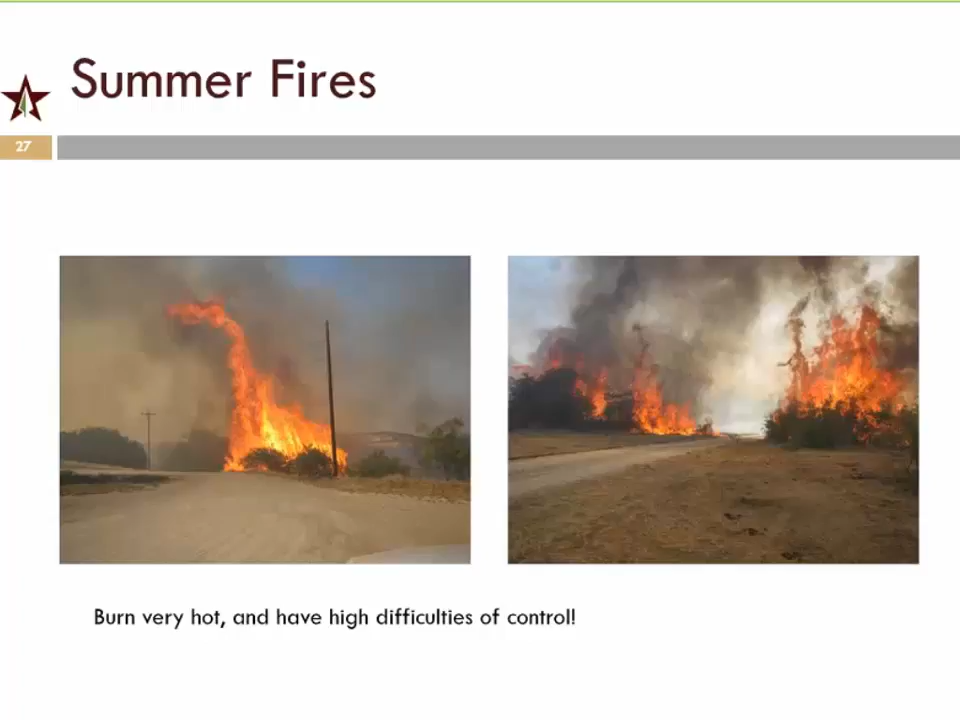 Summer Fires
27
Burn very hot, and have high difficulties of control!